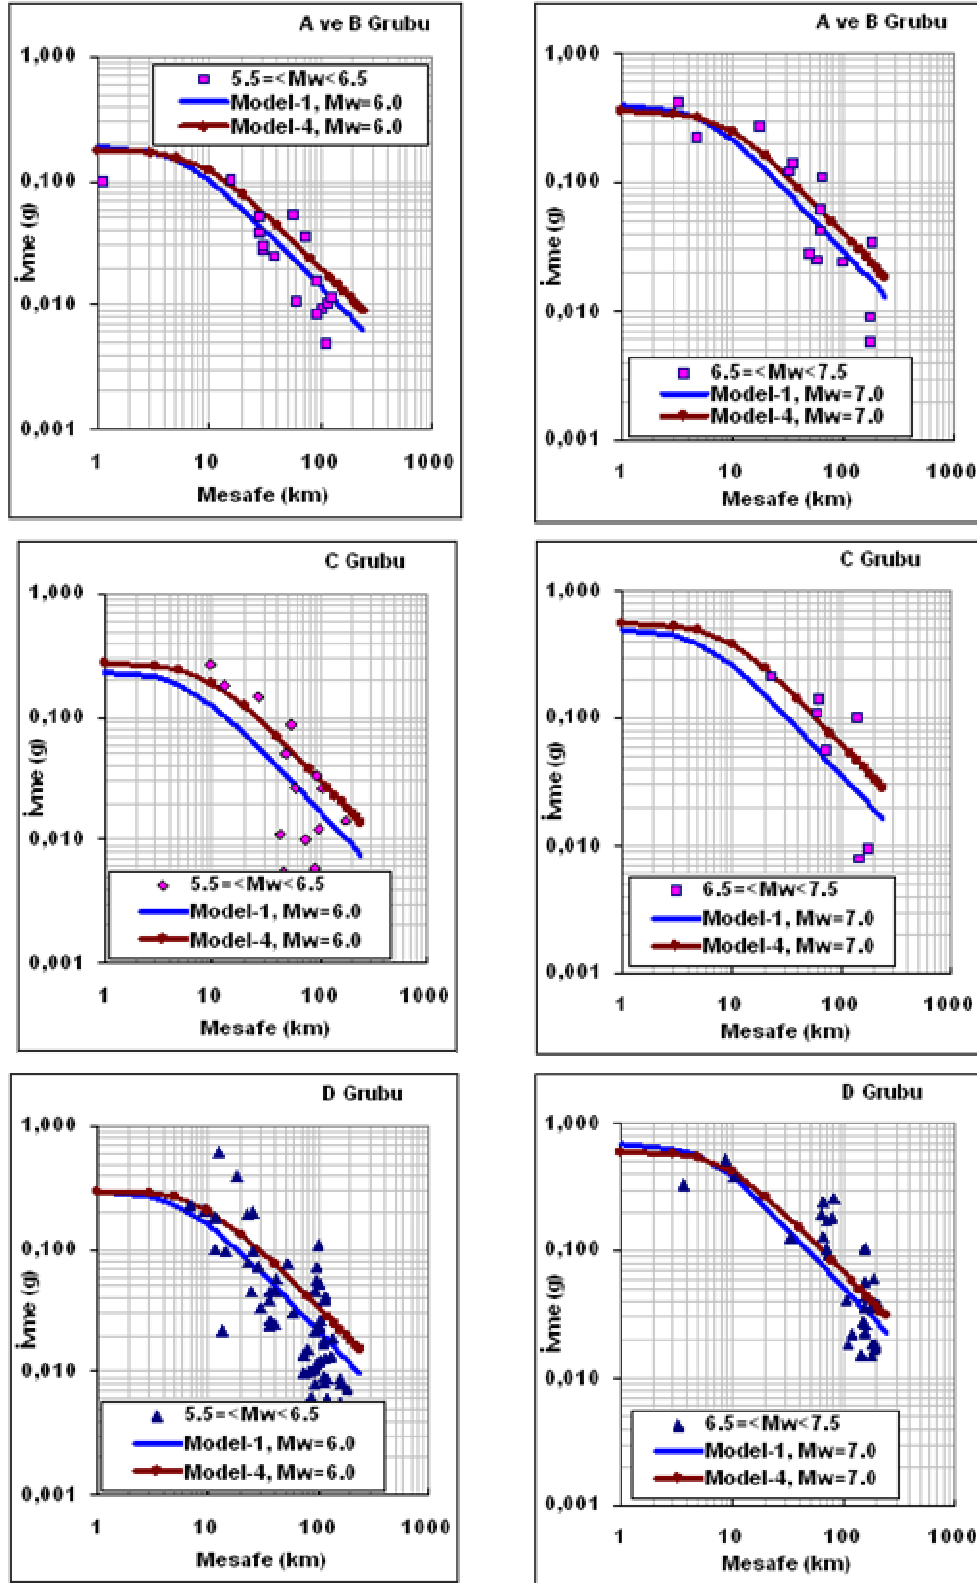 A ve B Grubu
1,000
0,100
0,010
0,001
İvme (g)
5.5=<Mw<6.5
Model-1, Mw=6.0
Model-4, Mw=6.0
1 10 100 1000
Mesafe (km)
A ve B Grubu
1,000
0,100
0,010
0,001
İvme (g)
6.5=<Mw<7.5
Model-1, Mw=7.0
Model-4, Mw=7.0
1 10 100 1000
Mesafe (km)
C Grubu
1,000
0,100
0,010
0,001
İvme (g)
5.5=<Mw<6.5
Model-1, Mw=6.0
Model-4, Mw=6.0
1 10 100 1000
Mesafe (km)
C Grubu
1,000
0,100
0,010
0,001
İvme (g)
6.5=<Mw<7.5
Model-1, Mw=7.0
Model-4, Mw=7.0
1 10 100 1000
Mesafe (km)
D Grubu
1,000
0,100
0,010
0,001
İvme (g)
5.5=<Mw<6.5
Model-1, Mw=6.0
Model-4, Mw=6.0
1 10 100 1000
Mesafe (km)
D Grubu
1,000
0,100
0,010
0,001
İvme (g)
6.5=<Mw<7.5
Model-1, Mw=7.0
Model-4, Mw=7.0
1 10 100 1000
Mesafe (km)